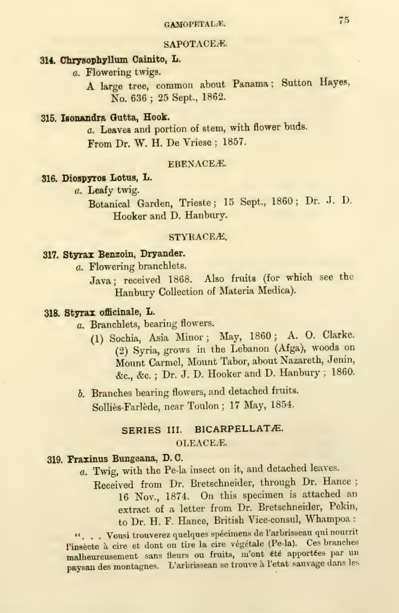 GAMOPETALÆ. 75
SAPOTACEÆ.
314. Chrysophyllum Cainito, L.
a. Flowering twigs.
A large tree, common about Panama; Sutton Hayes,
No. 636; 25 Sept., 1862.
315. Isonandra Gutta, Hook.
a. Leaves and portion of stem, with flower buds.
From Dr. W. H. De Vriese; 1857.
EBENACEÆ.
316. Diospyros Lotus, L.
a. Leafy twig.
Botanical Garden, Trieste; 15 Sept., 1860; Dr. J. D.
Hooker and D. Hanbury.
STYRACEÆ.
317. Styrax Benzoin, Dryander.
a. Flowering branchlets.
Java; received 1868. Also fruits (for which see the
Hanbury Collection of Materia Medica).
318. Styrax officinale, L.
a. Branchlets, bearing flowers.
(1) Sochia, Asia Minor; May, 1860; A. O. Clarke.
(2) Syria, grows in the Lebanon (Afga), woods on
Mount Carmel, Mount Tabor, about Nazareth, Jenin,
&c., &c.; Dr. J. D. Hooker and D. Hanbury; 1860.
b. Branches bearing flowers, and detached fruits.
Solliès-Farlède, near Toulon; 17 May, 1854.
SERIES III. BICARPELLATÆ.
OLEACEÆ.
319. Fraxinus Bungeana, D. C.
a. Twig, with the Pe-la insect on it, and detached leaves.
Received from Dr. Bretschneider, through Dr. Hance;
16 Nov., 1874. On this specimen is attached an
extract of a letter from Dr. Bretschneider, Pekin,
to Dr. H. F. Hance, British Vice-consul, Whampoa:
". . . Vousi trouverez quelques spécimens de l'arbrisseau qui nourrit
l'insècte à cire et dont on tire la cire végétale (Pe-la). Ces branches
malheureusement sans fleurs ou fruits, m'ont été apportées par un
paysan des montagnes. L'arbrisseau se trouve à l'etat sauvage dans les